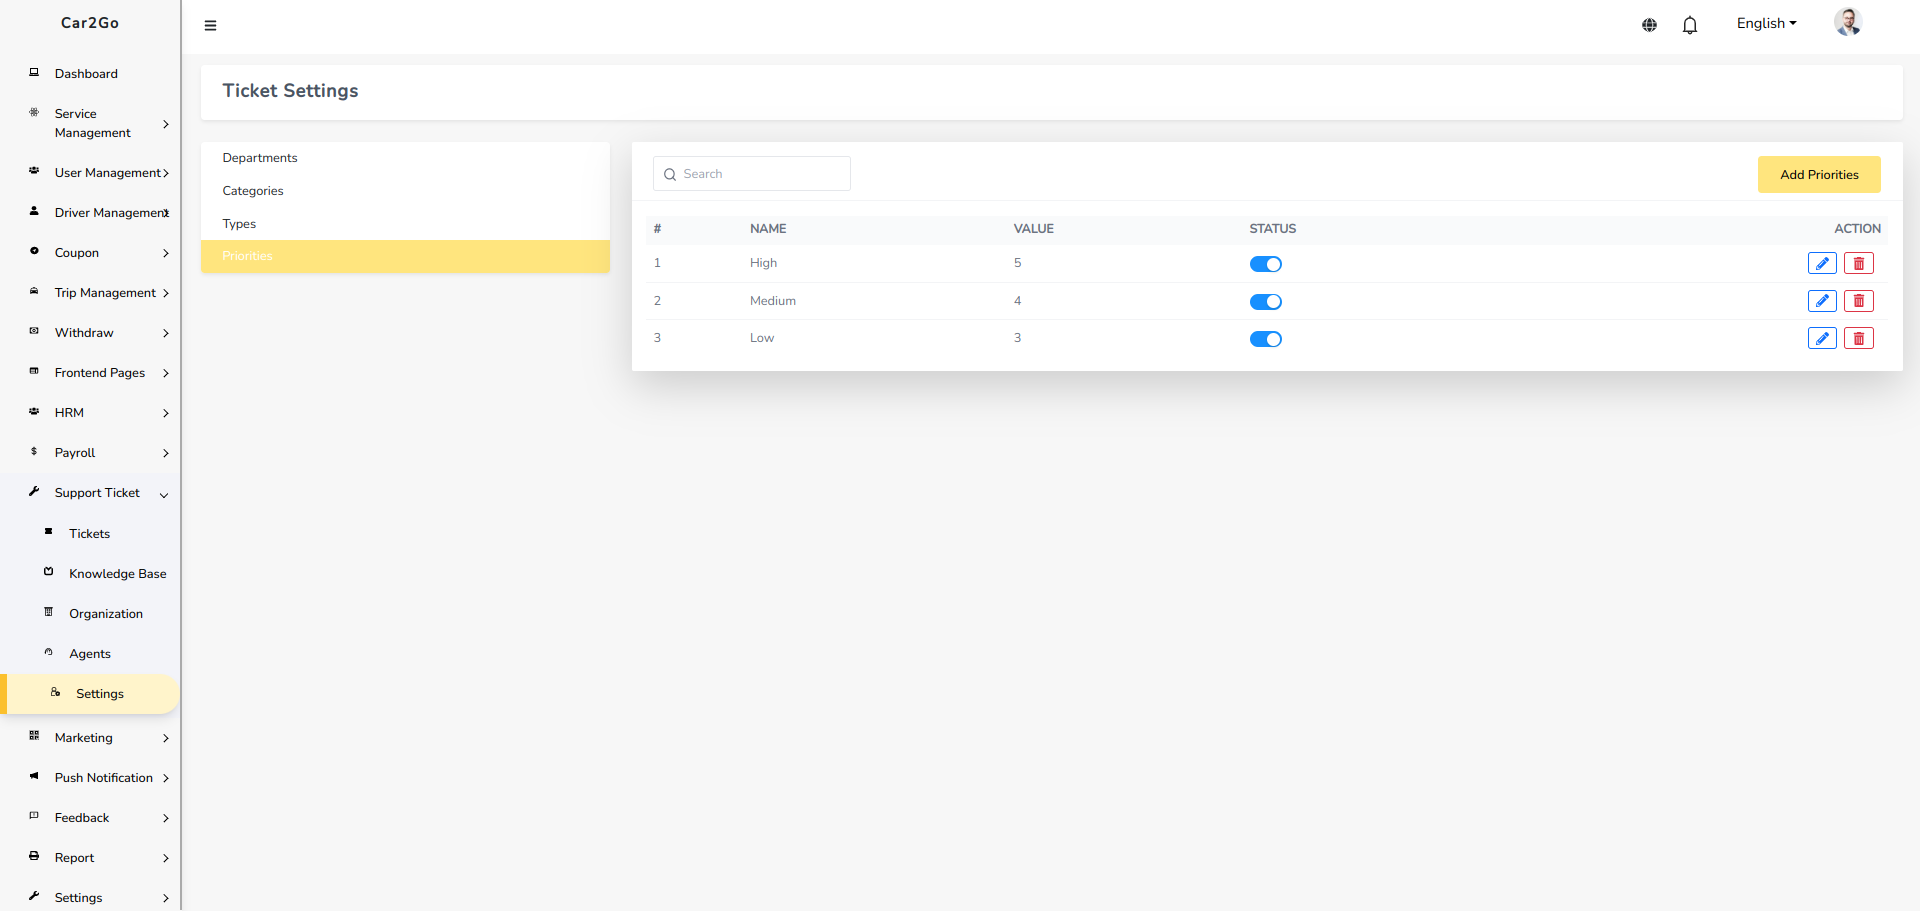 Car2Go
English
Dashboard
Service
Management
User Management
Driver Management
Coupon
Trip Management
Withdraw
Frontend Pages
HRM
Payroll
Support Ticket
Tickets
Knowledge Base
Organization
Agents
Settings
Marketing
Push Notification
Feedback
Report
Settings
Ticket Settings
Departments
Categories
Types
Priorities
Search
Add Priorities
# NAME VALUE STATUS ACTION
1 High 5
2 Medium 4
3 Low 3